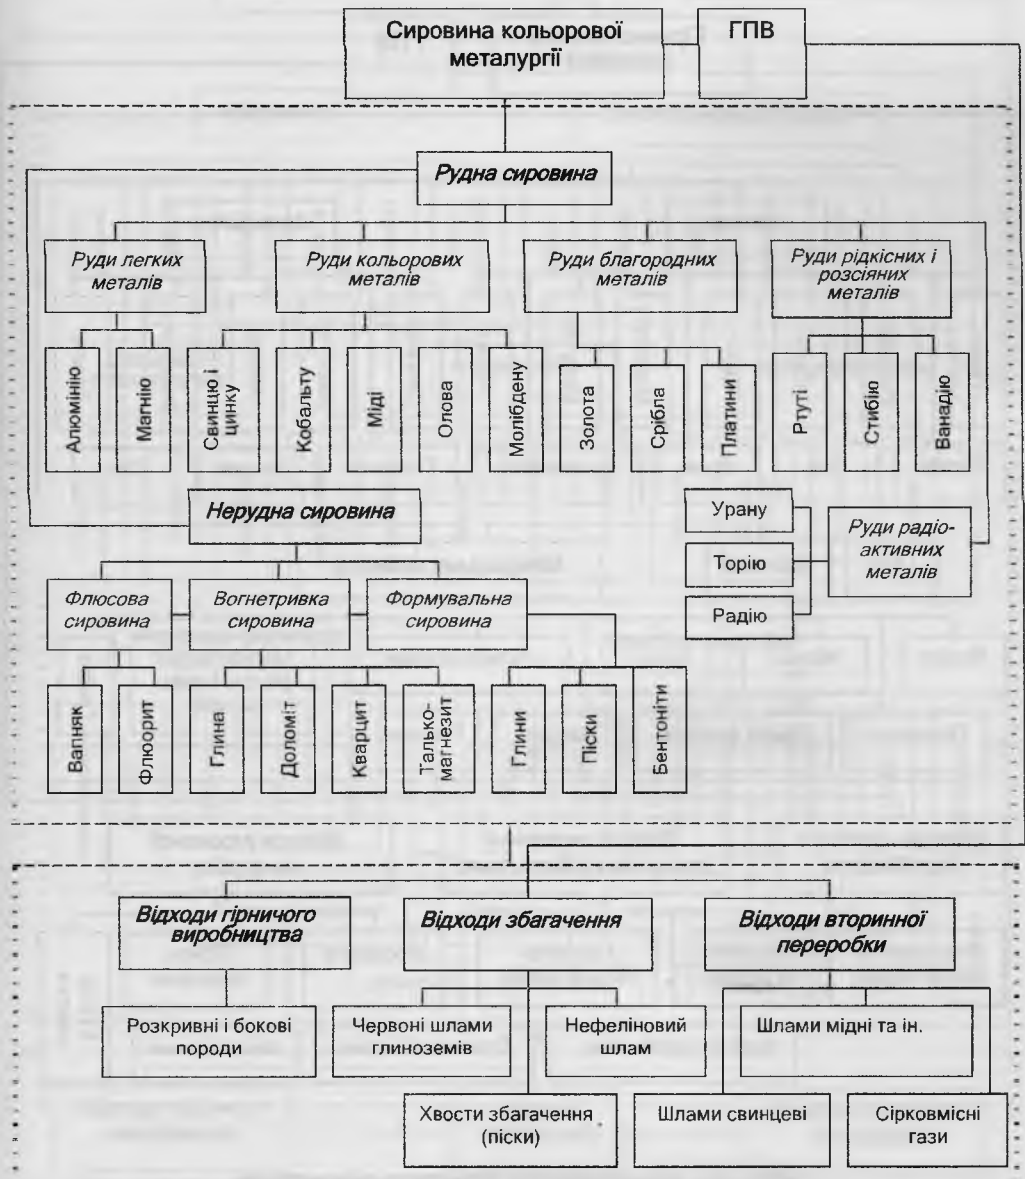 Сировина кольорової
металургії
ГПВ
Рудна сировина
Руди легких
металів
Руди кольорових
металів
Руди благородних
металів
Руди рідкісних і
розсіяних
металів
Алюмінію
Магнію
Свинцю і
цинку
Кобальту
Міді
Олова
Молібдену
Золота
Срібла
Платини
Ртуті
Стибію
Ванадію
Нерудна сировина
Урану
Торію
Радію
Руди радіо-
активних
металів
Флюсова
сировина
Вогнетривка
сировина
Формувальна
сировина
Вапняк
Флюорит
Глина
Доломіт
Кварцит
Талько-
магнезит
Глини
Піски
Бентоніти
Відходи гірничого
виробництва
Відходи збагачення
Відходи вторинної
переробки
Розкривні і бокові
породи
Червоні шлами
глиноземів
Нефеліновий
шлам
Шлами мідні та ін.
Хвости збагачення
(піски)
Шлами свинцеві
Сірковмісні
гази